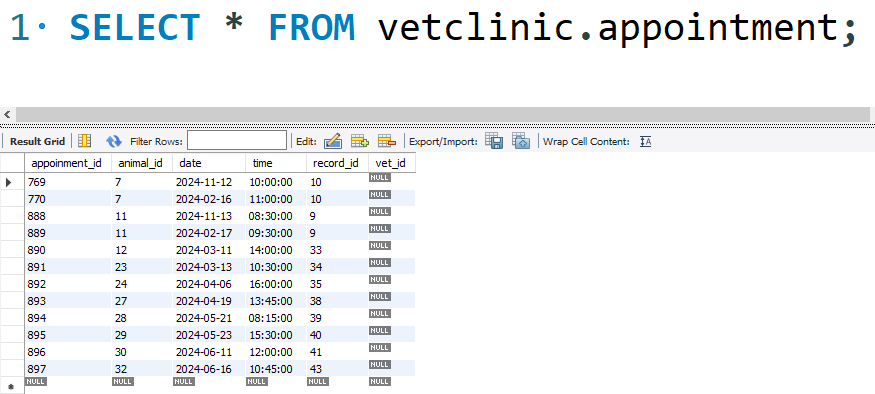 1 SELECT * FROM vetclinic.appointment;
Result Grid Filter Rows: Edit: Export/Import: Wrap Cell Content:
appoinment_id animal_id date time record_id vet_id
769 7 2024-11-12 10:00:00 10 NULL
770 7 2024-02-16 11:00:00 10 NULL
888 11 2024-11-13 08:30:00 9 NULL
889 11 2024-02-17 09:30:00 9 NULL
890 12 2024-03-11 14:00:00 33 NULL
891 23 2024-03-13 10:30:00 34 NULL
892 24 2024-04-06 16:00:00 35 NULL
893 27 2024-04-19 13:45:00 38 NULL
894 28 2024-05-21 08:15:00 39 NULL
895 29 2024-05-23 15:30:00 40 NULL
896 30 2024-06-11 12:00:00 41 NULL
897 32 2024-06-16 10:45:00 43 NULL
NULL NULL NULL NULL NULL NULL